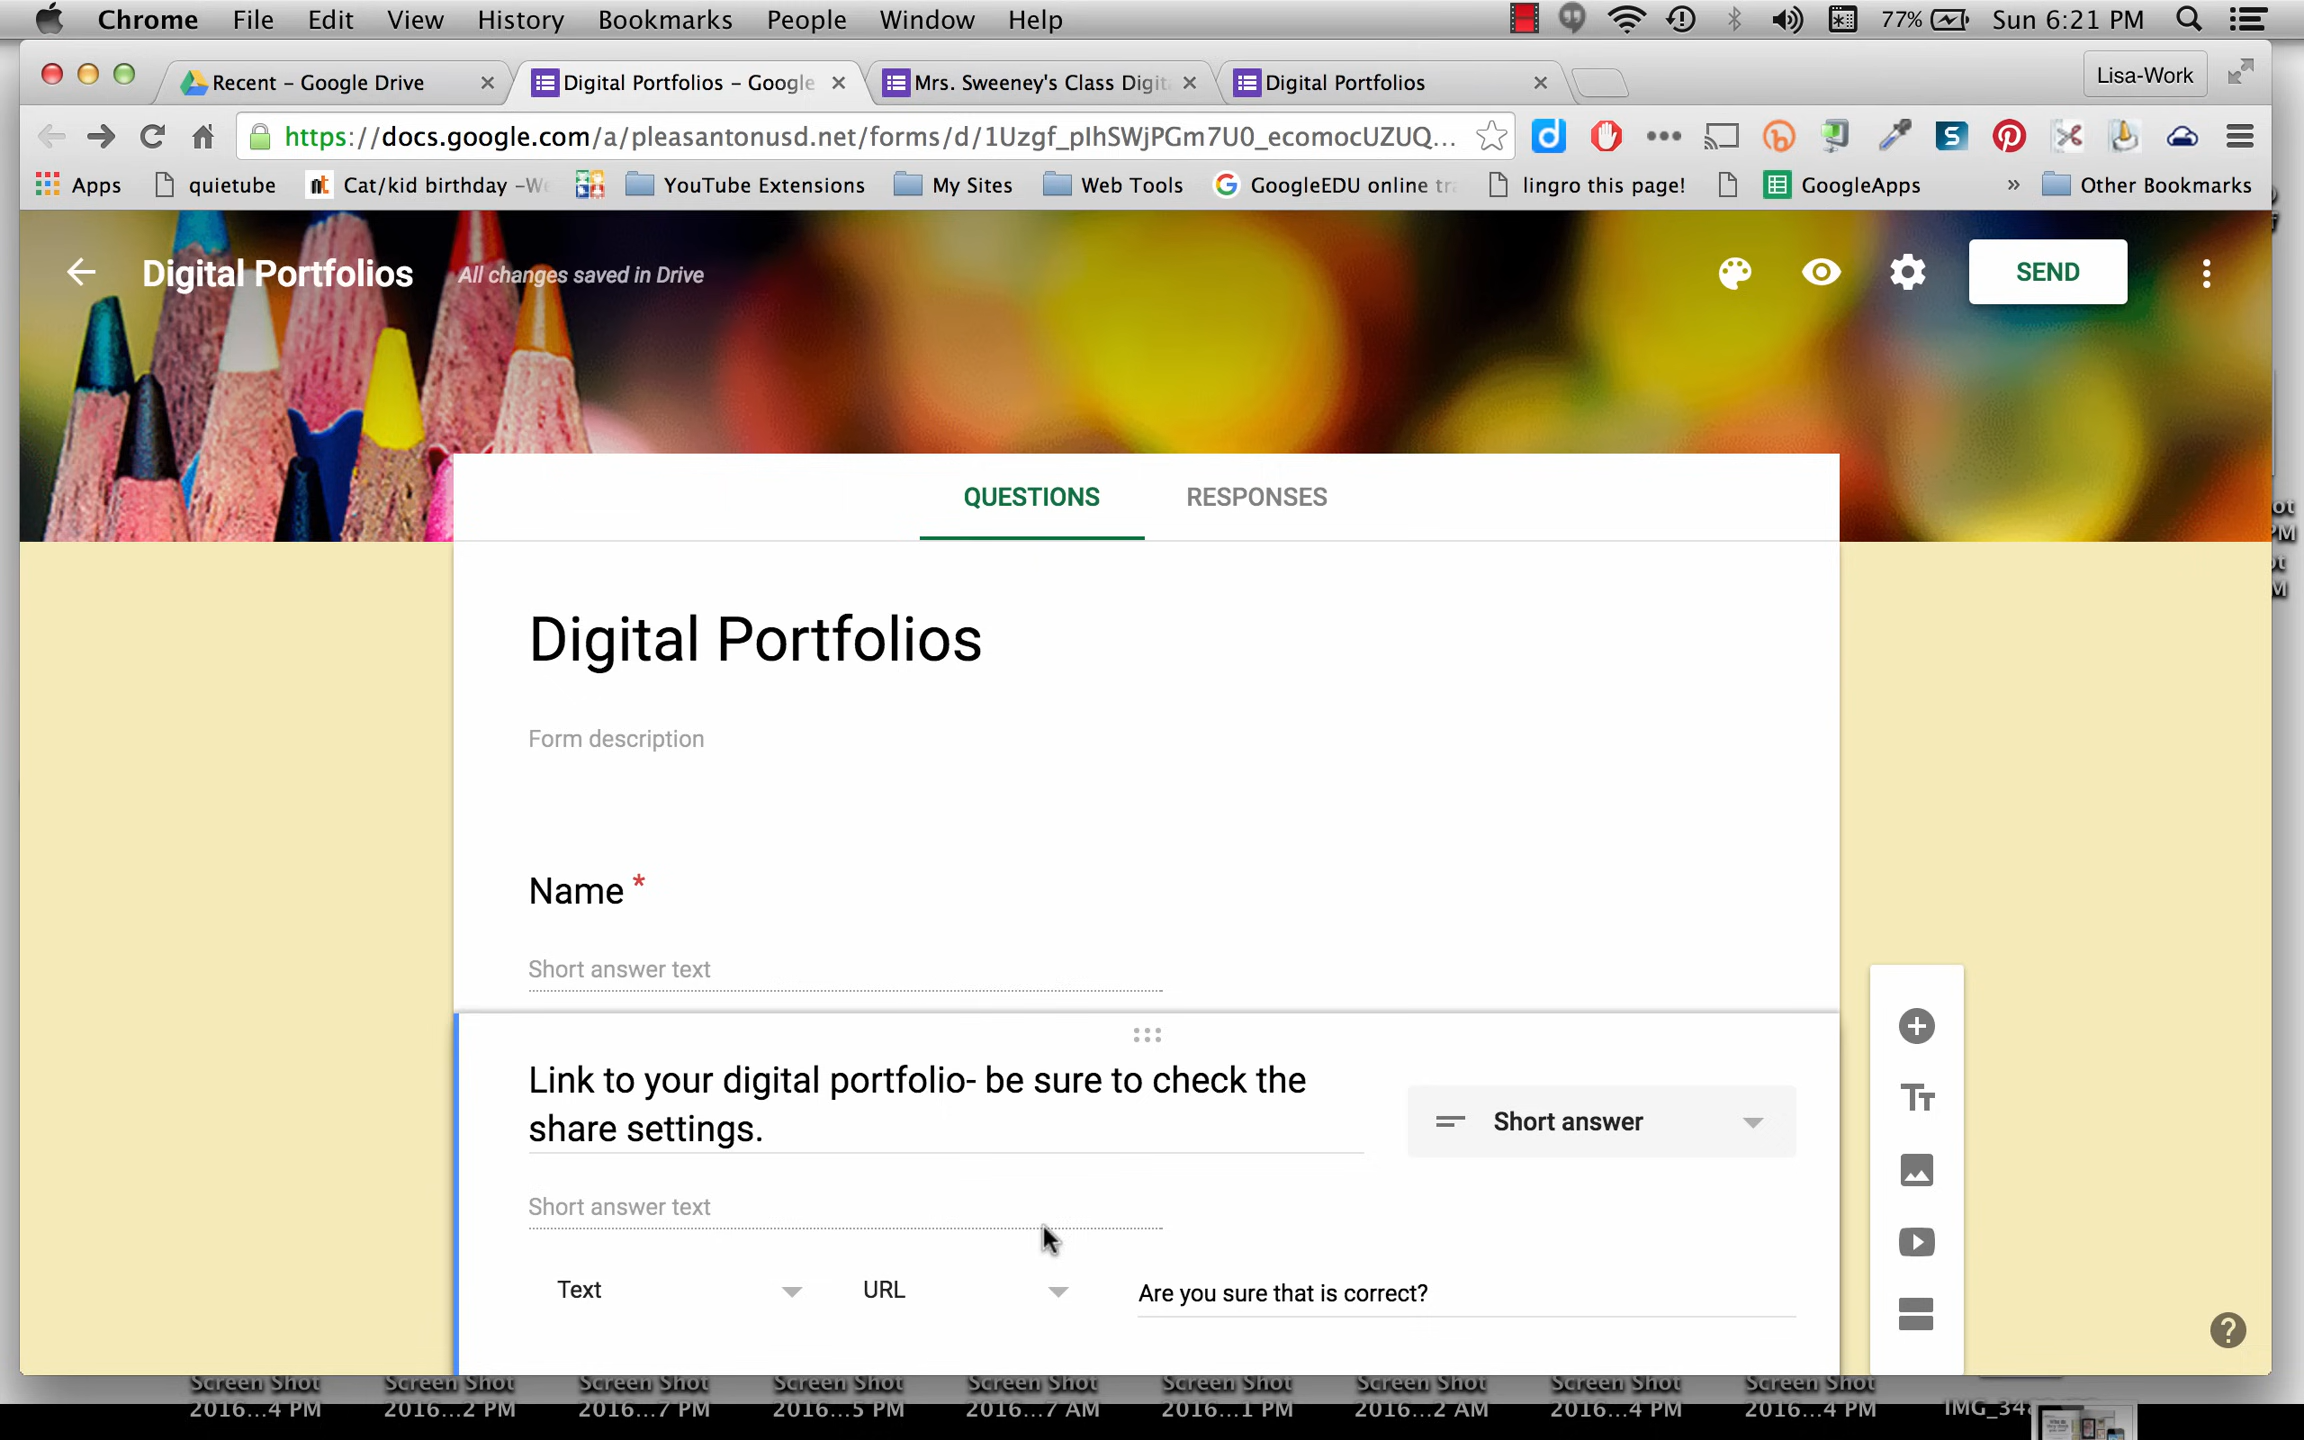 Chrome File Edit View History Bookmarks People Window Help 77% Sun 6:21 PM
Recent – Google Drive Digital Portfolios – Google Mrs. Sweeney's Class Digit Digital Portfolios Lisa-Work
https://docs.google.com/a/pleasantonusd.net/forms/d/1Uzgf_pIhSWjPGm7U0_ecomocUZUQ...
Apps quietube nt Cat/kid birthday –We YouTube Extensions My Sites Web Tools GoogleEDU online tra lingro this page! GoogleApps » Other Bookmarks
Digital Portfolios All changes saved in Drive SEND
QUESTIONS RESPONSES
Digital Portfolios
Form description
Name *
Short answer text
Link to your digital portfolio- be sure to check the
share settings.
Short answer
Short answer text
Text URL Are you sure that is correct?
Screen Shot Screen Shot Screen Shot Screen Shot Screen Shot Screen Shot Screen Shot Screen Shot Screen Shot
2016...4 PM 2016...2 PM 2016...7 PM 2016...5 PM 2016...7 AM 2016...1 PM 2016...2 AM 2016...4 PM 2016...4 PM IMG_34